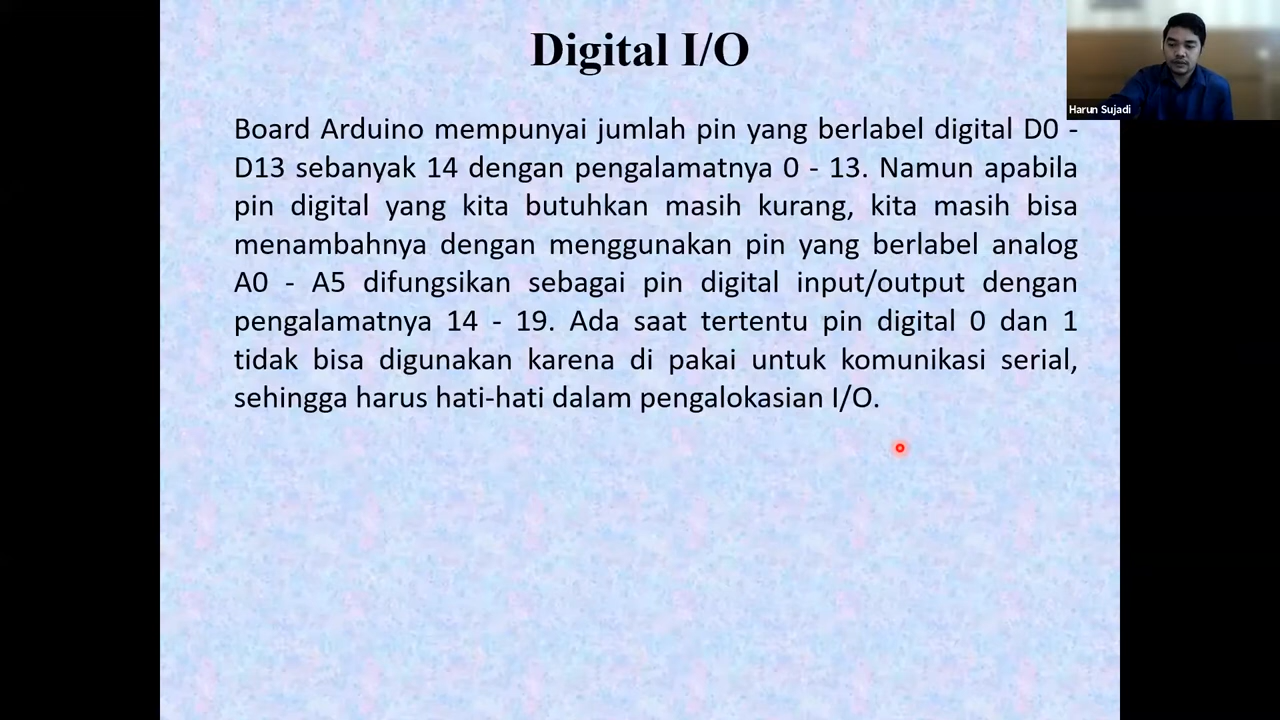 Digital I/O
Harun Sujadi
Board Arduino mempunyai jumlah pin yang berlabel digital D0 -
D13 sebanyak 14 dengan pengalamatnya 0 - 13. Namun apabila
pin digital yang kita butuhkan masih kurang, kita masih bisa
menambahnya dengan menggunakan pin yang berlabel analog
A0 - A5 difungsikan sebagai pin digital input/output dengan
pengalamatnya 14 - 19. Ada saat tertentu pin digital 0 dan 1
tidak bisa digunakan karena di pakai untuk komunikasi serial,
sehingga harus hati-hati dalam pengalokasian I/O.